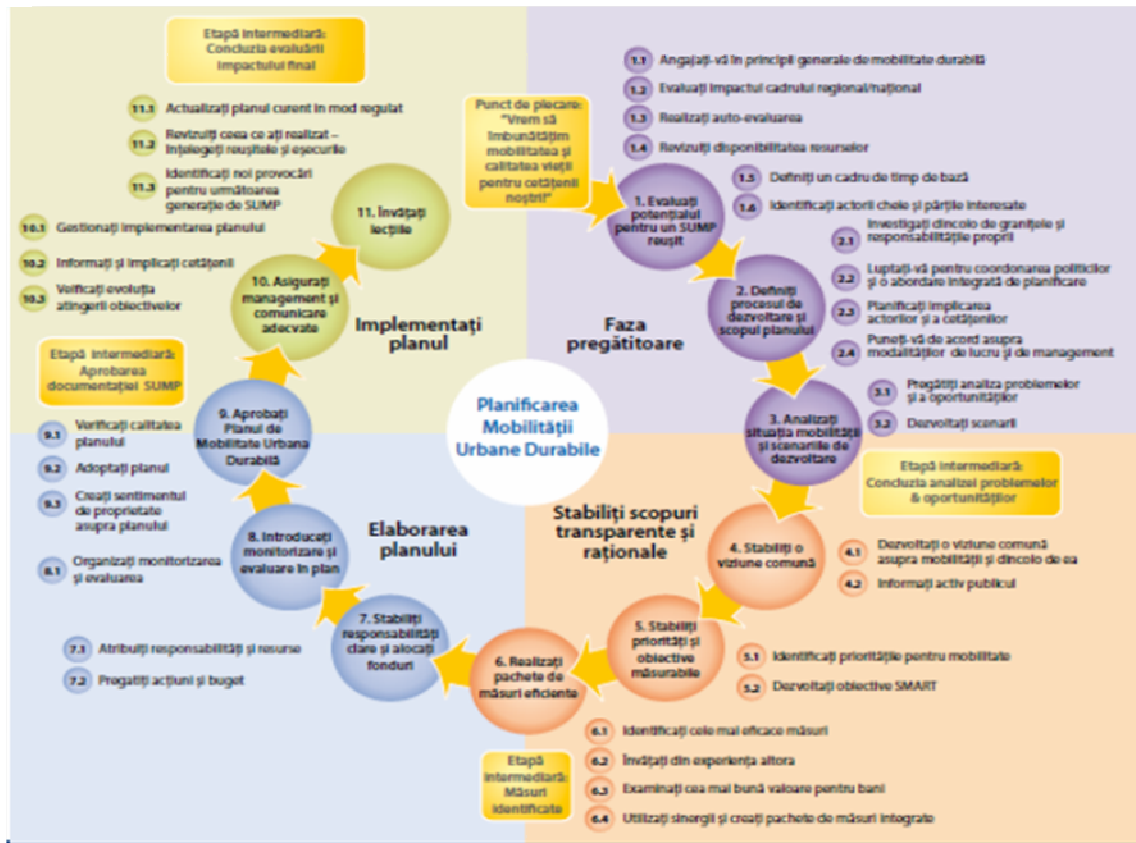 Etapă intermediară:
Concluzia evaluării
impactului final
11.1 Actualizați planul curent în mod regulat
11.2 Revizuiți ceea ce ați realizat –
înțelegeți reușitele și eșecurile
11.3 Identificați noi provocări
pentru următoarea
generație de SUMP
11. Învățați
lecțiile
10.1 Gestionați implementarea planului
10.2 Informați și implicați cetățenii
10.3 Verificați evoluția
atingerii obiectivelor
10. Asigurați
management și
comunicare
adecvate
Implementați
planul
Punct de plecare:
"Vrem să
îmbunătățim
mobilitatea și
calitatea vieții
pentru cetățenii
noștri!"
1.1 Angajați-vă în principii generale de mobilitate durabilă
1.2 Evaluați impactul cadrului regional/național
1.3 Realizați auto-evaluarea
1.4 Revizuiți disponibilitatea resurselor
1.5 Definiți un cadru de timp de bază
1.6 Identificați actorii cheie și părțile interesate
1. Evaluați
potențialul
pentru un SUMP
reușit
2.1 Investigați dincolo de granițele și
responsabilitățile proprii
2.2 Luptați-vă pentru coordonarea politicilor
și o abordare integrată de planificare
2.3 Planificați implicarea
actorilor și a cetățenilor
2.4 Puneți-vă de acord asupra
modalităților de lucru și de management
2. Definiți
procesul de
dezvoltare și
scopul planului
Faza
pregătitoare
3.1 Pregătiți analiza problemelor
și a oportunităților
3.2 Dezvoltați scenarii
3. Analizați
situația mobilității
și scenariile de
dezvoltare
Etapă intermediară:
Concluzia analizei problemelor
& oportunităților
Planificarea
Mobilității
Urbane Durabile
Stabiliți scopuri
transparente și
raționale
4. Stabiliți o
viziune comună
4.1 Dezvoltați o viziune comună
asupra mobilității și dincolo de ea
4.2 Informați activ publicul
5. Stabiliți
priorități și
obiective
măsurabile
5.1 Identificați prioritățile pentru mobilitate
5.2 Dezvoltați obiective SMART
6. Realizați
pachete de
măsuri eficiente
6.1 Identificați cele mai eficace măsuri
6.2 Învățați din experiența altora
6.3 Examinați cea mai bună valoare pentru bani
6.4 Utilizați sinergii și creați pachete de măsuri integrate
Etapă
intermediară:
Măsuri
identificate
Elaborarea
planului
7. Stabiliți
responsabilități
clare și alocați
fonduri
7.1 Atribuiți responsabilități și resurse
7.2 Pregatiți acțiuni și buget
8. Introduceți
monitorizare și
evaluare în plan
8.1 Organizați monitorizarea
și evaluarea
9. Aprobați
Planul de
Mobilitate Urbana
Durabilă
9.1 Verificați calitatea
planului
9.2 Adoptați planul
9.3 Creați sentimentul
de proprietate
asupra planului
Etapă intermediară:
Aprobarea
documentației SUMP